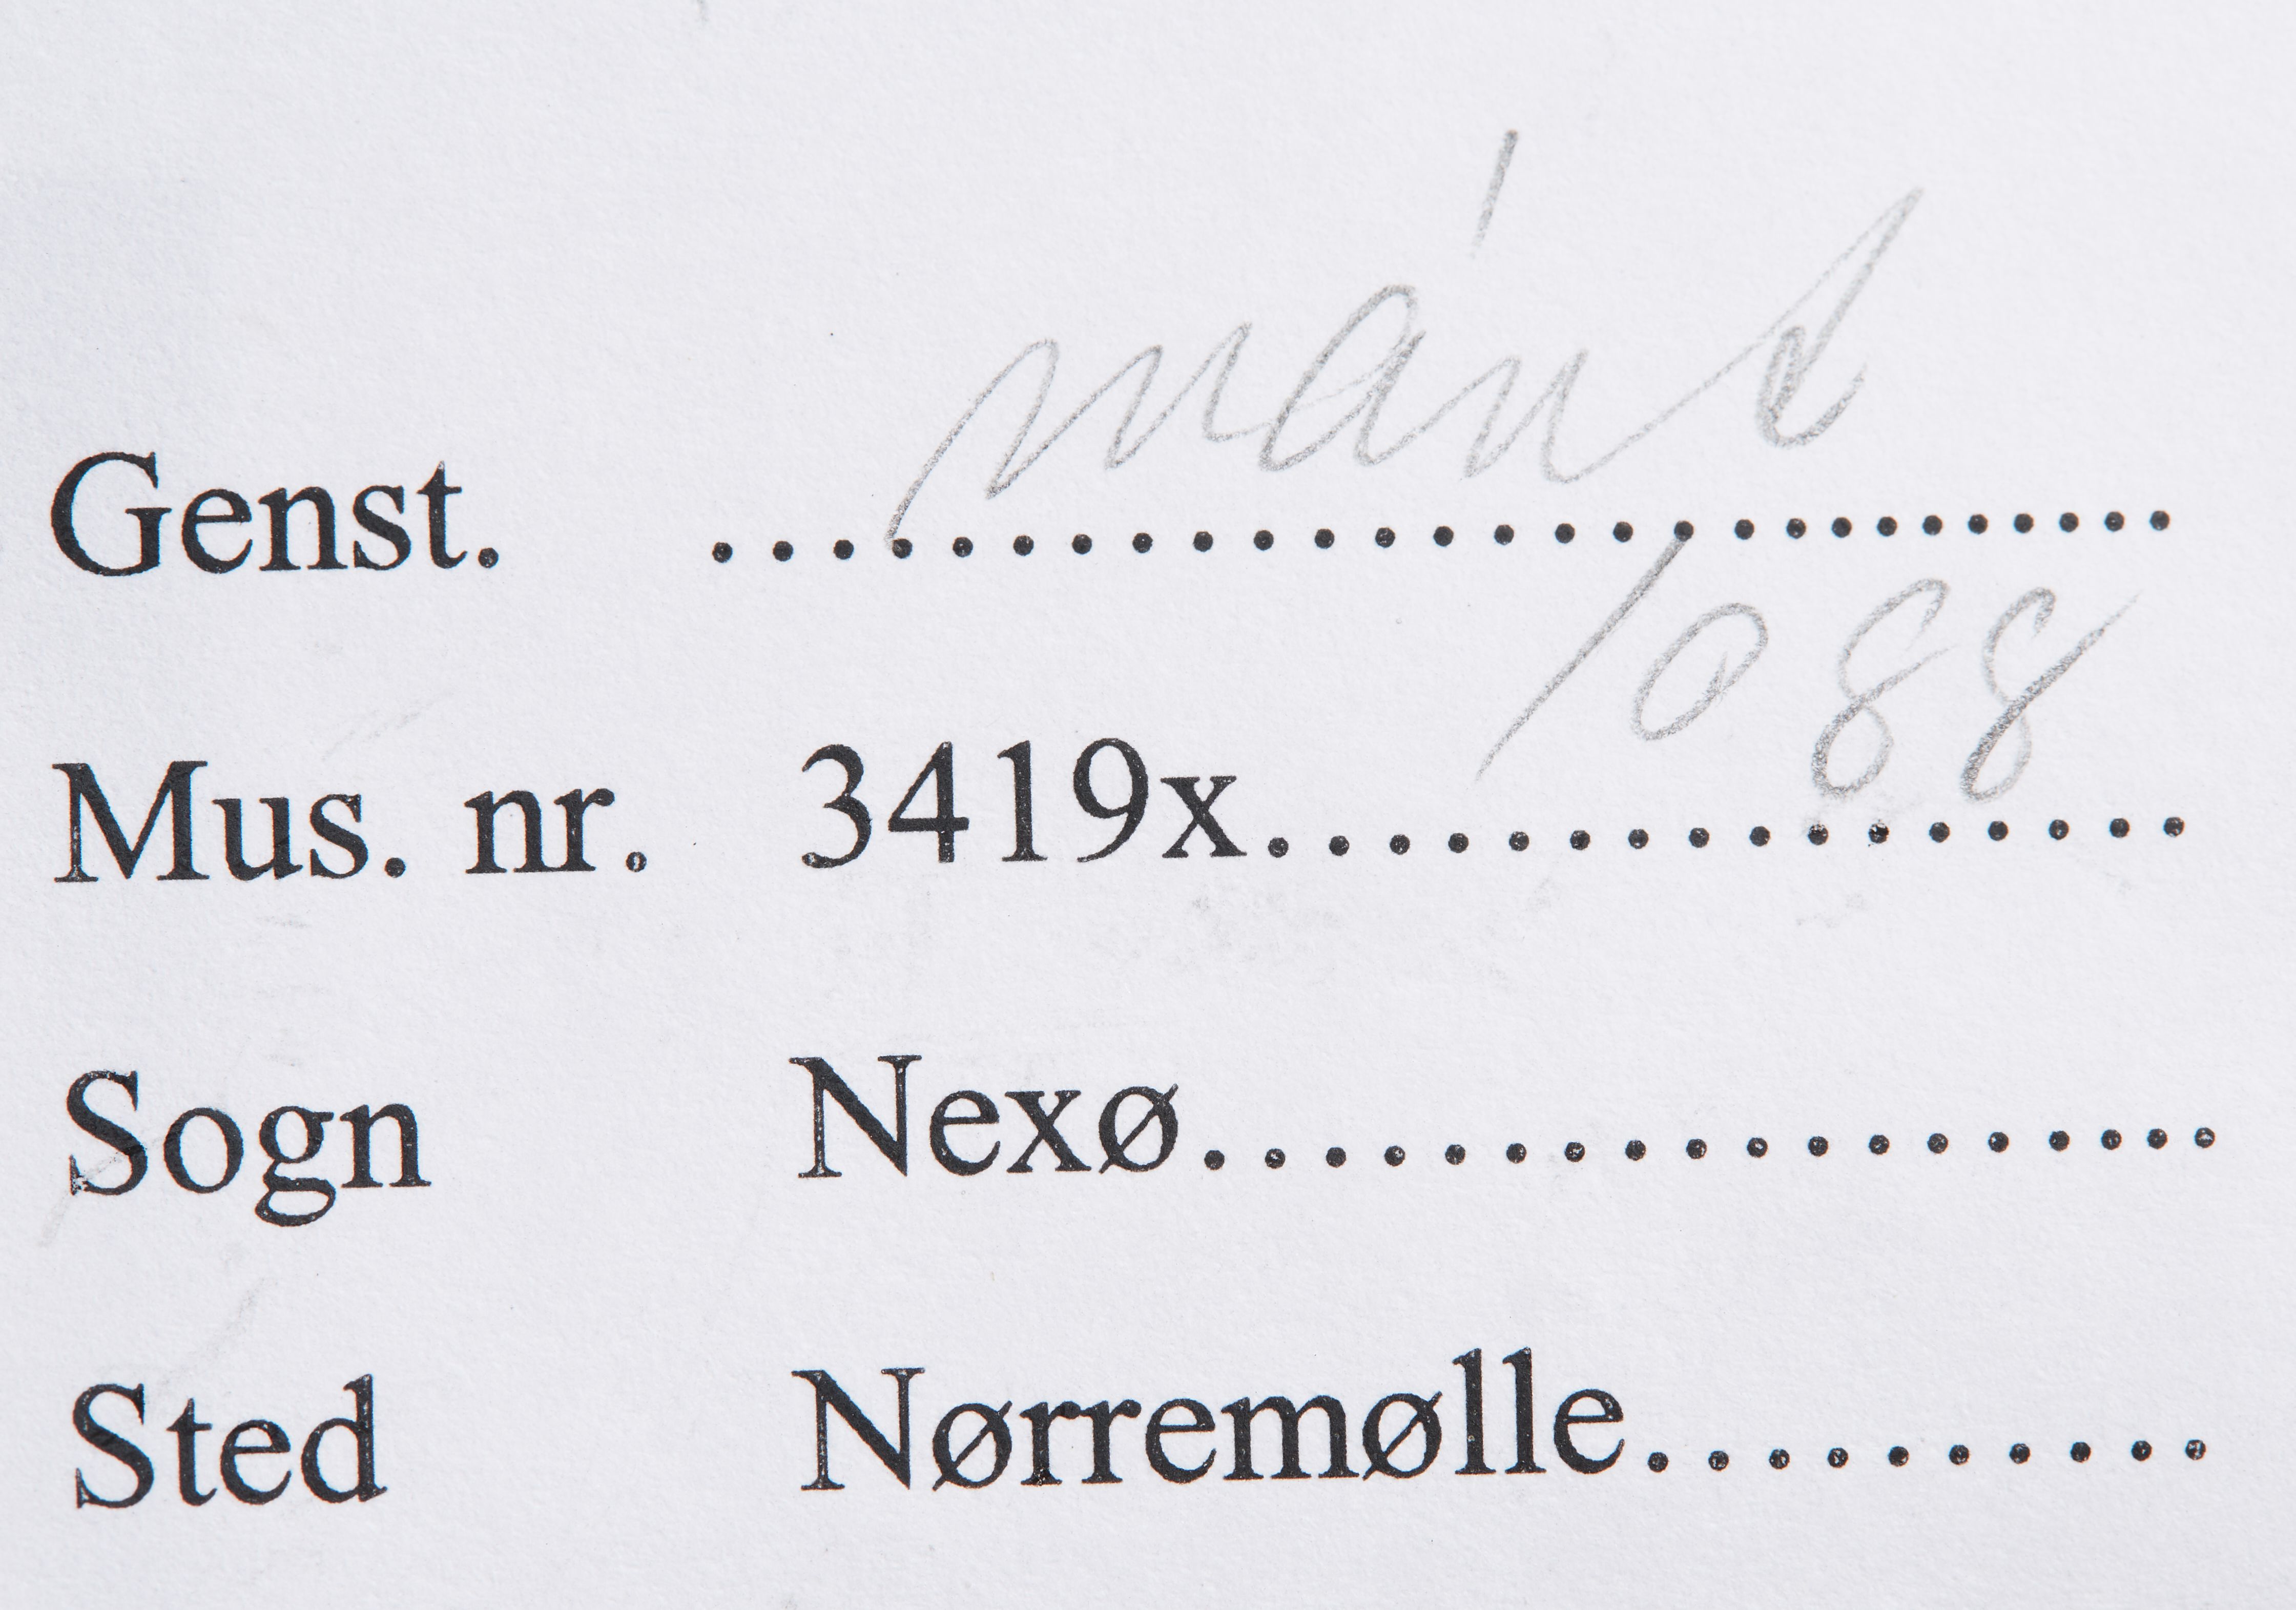 Genst. .........................mønt
Mus. nr. 3419x................1088
Sogn Nexø..................
Sted Nørremølle..........